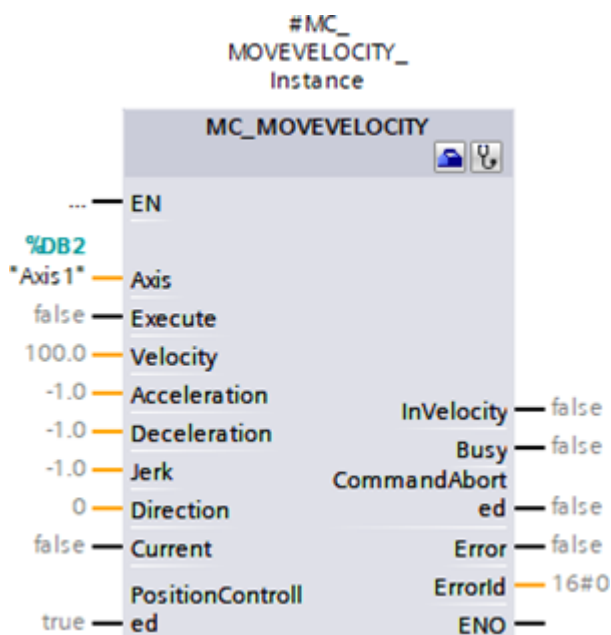 #MC_
MOVEVELOCITY_
Instance
MC_MOVEVELOCITY
... EN
%DB2
"Axis1" Axis
false Execute
100.0 Velocity
-1.0 Acceleration
InVelocity false
-1.0 Deceleration
Busy false
-1.0 Jerk
CommandAbort
ed false
0 Direction
false Current
Error false
PositionControll
ErrorId 16#0
true ed
ENO